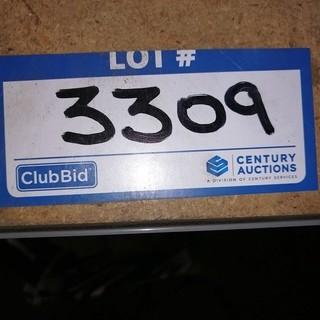 LOT #
3309
ClubBid
CENTURY
AUCTIONS
A DIVISION OF CENTURY SERVICES